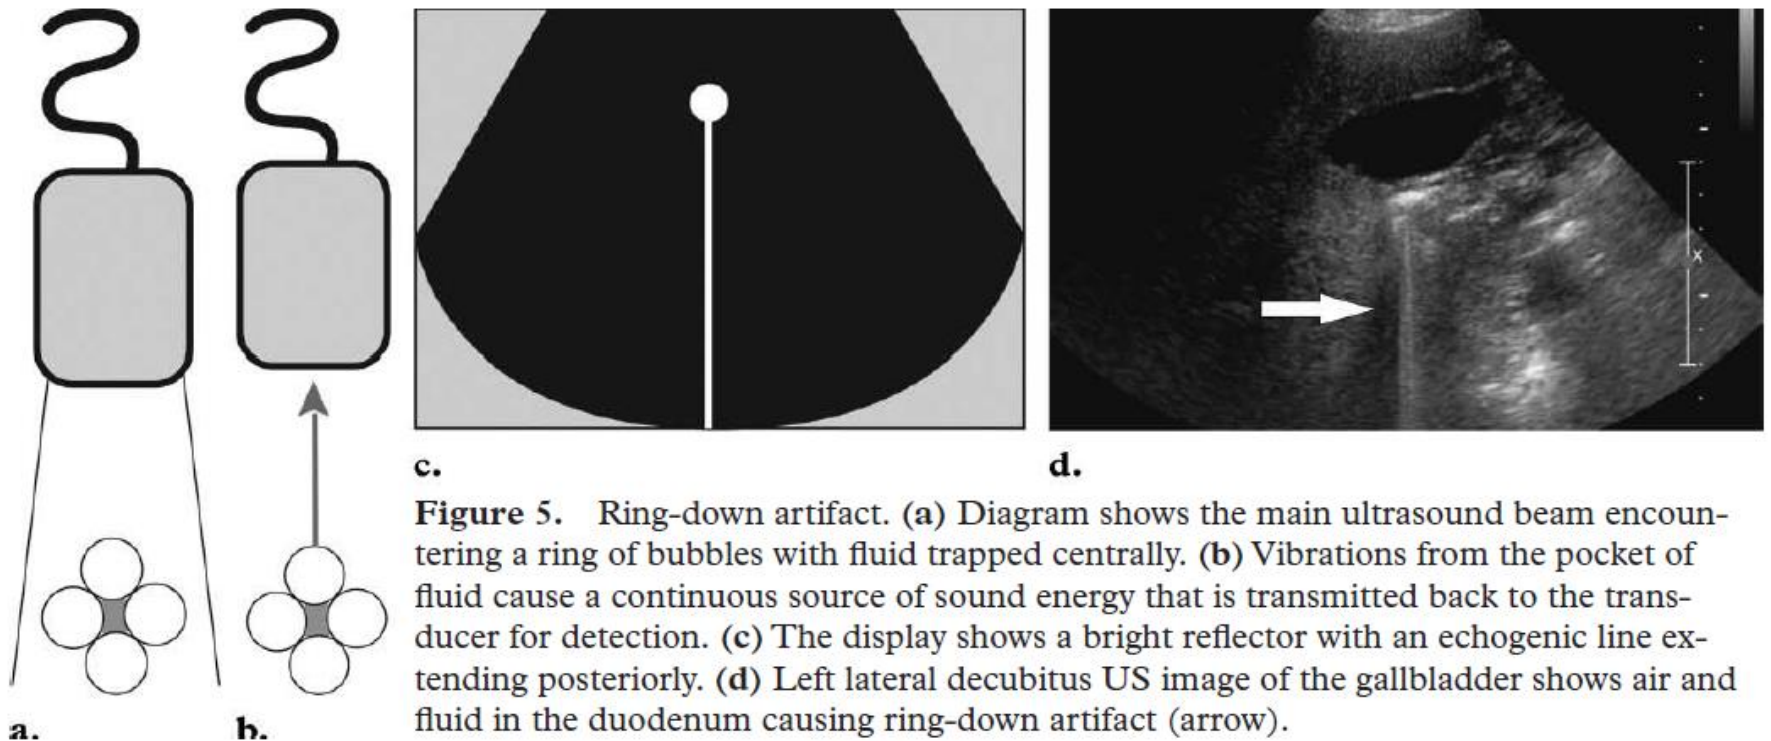 x
c.
d.
Figure 5. Ring-down artifact. (a) Diagram shows the main ultrasound beam encoun-
tering a ring of bubbles with fluid trapped centrally. (b) Vibrations from the pocket of
fluid cause a continuous source of sound energy that is transmitted back to the trans-
ducer for detection. (c) The display shows a bright reflector with an echogenic line ex-
tending posteriorly. (d) Left lateral decubitus US image of the gallbladder shows air and
fluid in the duodenum causing ring-down artifact (arrow).
a.
b.